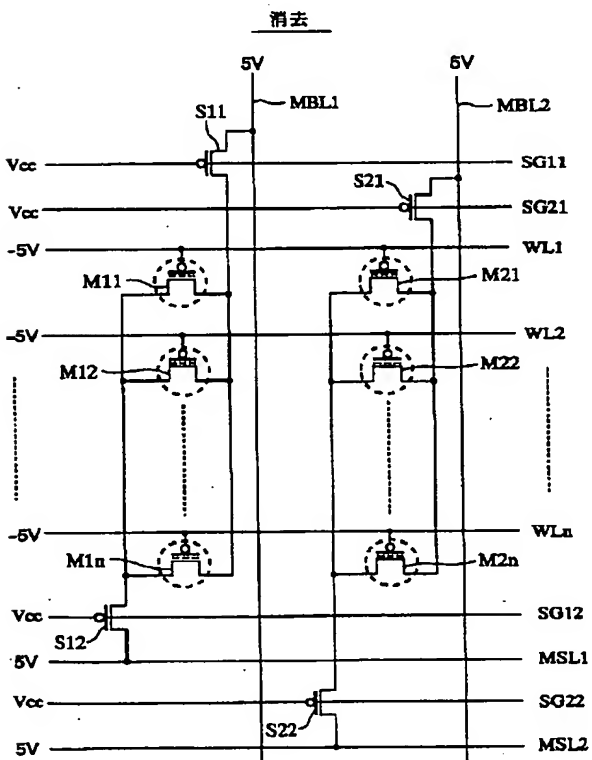 消去
5V 5V
MBL1 MBL2
S11
Vcc SG11
S21
Vcc SG21
-5V WL1
M11 M21
-5V WL2
M12 M22
-5V WLn
M1n M2n
Vcc SG12
S12
5V MSL1
Vcc SG22
S22
5V MSL2